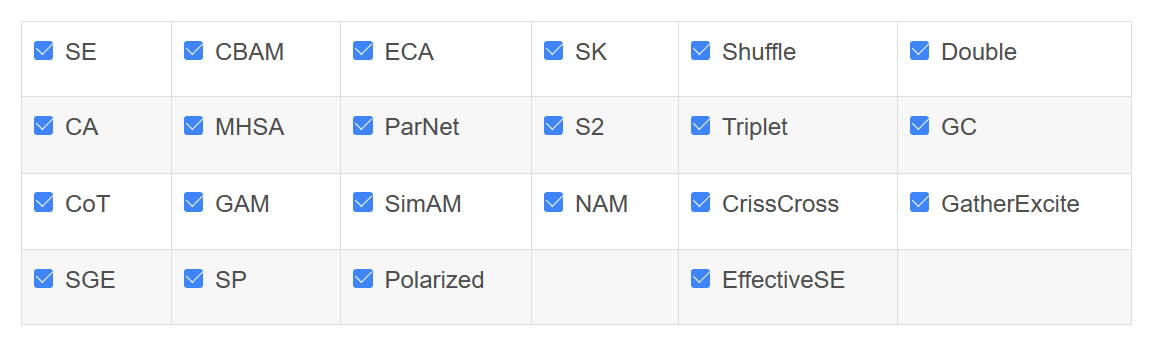 SE CBAM ECA SK Shuffle Double
CA MHSA ParNet S2 Triplet GC
CoT GAM SimAM NAM CrissCross GatherExcite
SGE SP Polarized EffectiveSE